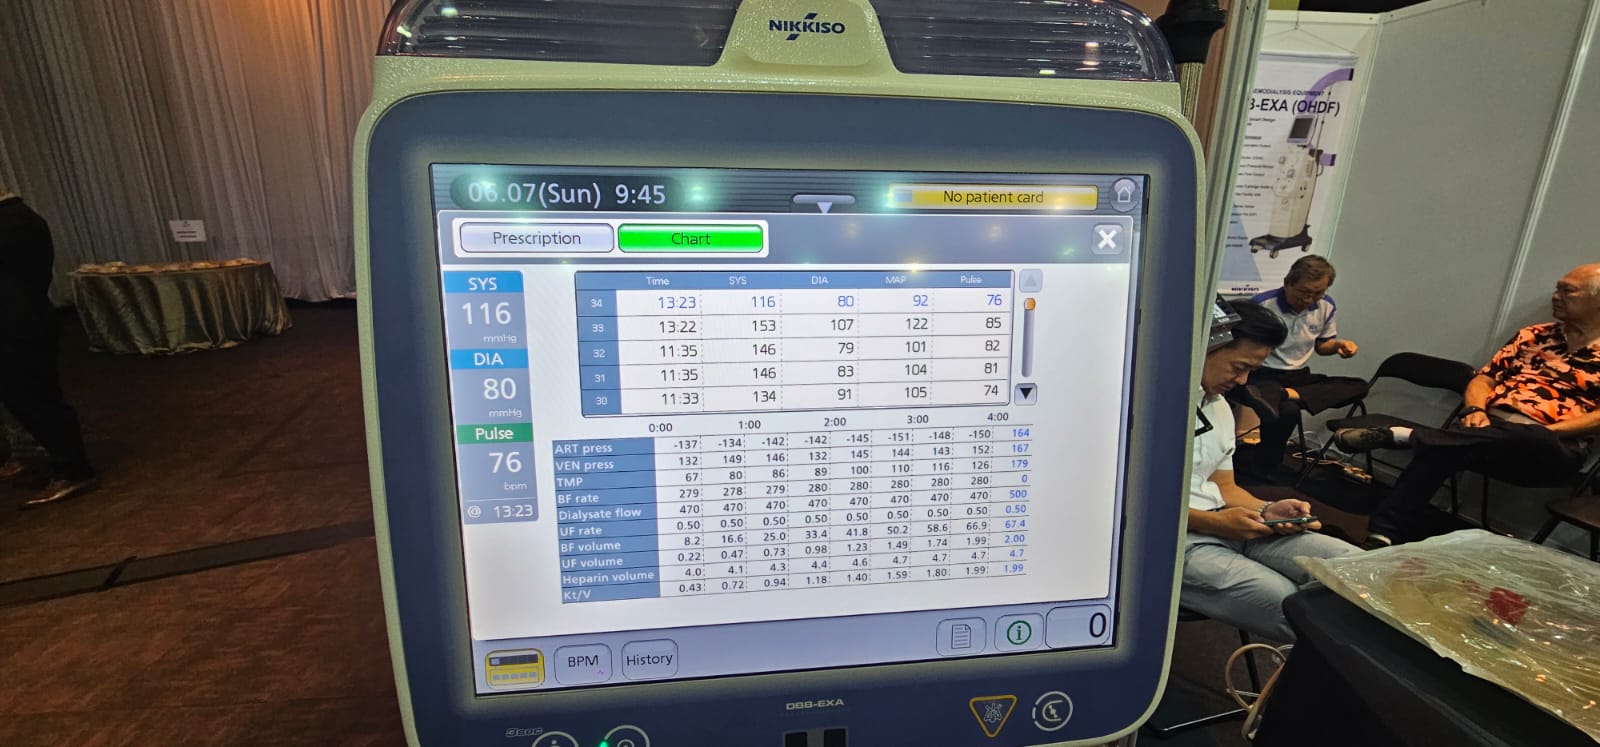 NIKKISO
06.07(Sun) 9:45
No patient card
Prescription Chart
SYS
116
mmHg
DIA
80
mmHg
Pulse
76
bpm
@ 13:23
Time SYS DIA MAP Pulse
34 13:23 116 80 92 76
33 13:22 153 107 122 85
32 11:35 146 79 101 82
31 11:35 146 83 104 81
30 11:33 134 91 105 74
0:00 1:00 2:00 3:00 4:00
ART press -137 -134 -142 -142 -145 -151 -148 -150 164
VEN press 132 149 146 132 145 144 143 152 167
TMP 67 80 86 89 100 110 116 126 179
BF rate 279 278 279 280 280 280 280 280 0
Dialysate flow 470 470 470 470 470 470 470 470 500
UF rate 0.50 0.50 0.50 0.50 0.50 0.50 0.50 0.50 0.50
BF volume 8.2 16.6 25.0 33.4 41.8 50.2 58.6 66.9 67.4
UF volume 0.22 0.47 0.73 0.98 1.23 1.49 1.74 1.99 2.00
Heparin volume 4.0 4.1 4.3 4.4 4.6 4.7 4.7 4.7 4.7
Kt/V 0.43 0.72 0.94 1.18 1.40 1.59 1.80 1.99 1.99
BPM History 0
DBB-EXA
EMODIALYSIS EQUIPMENT
B-EXA (OHDF)
NIKKISO